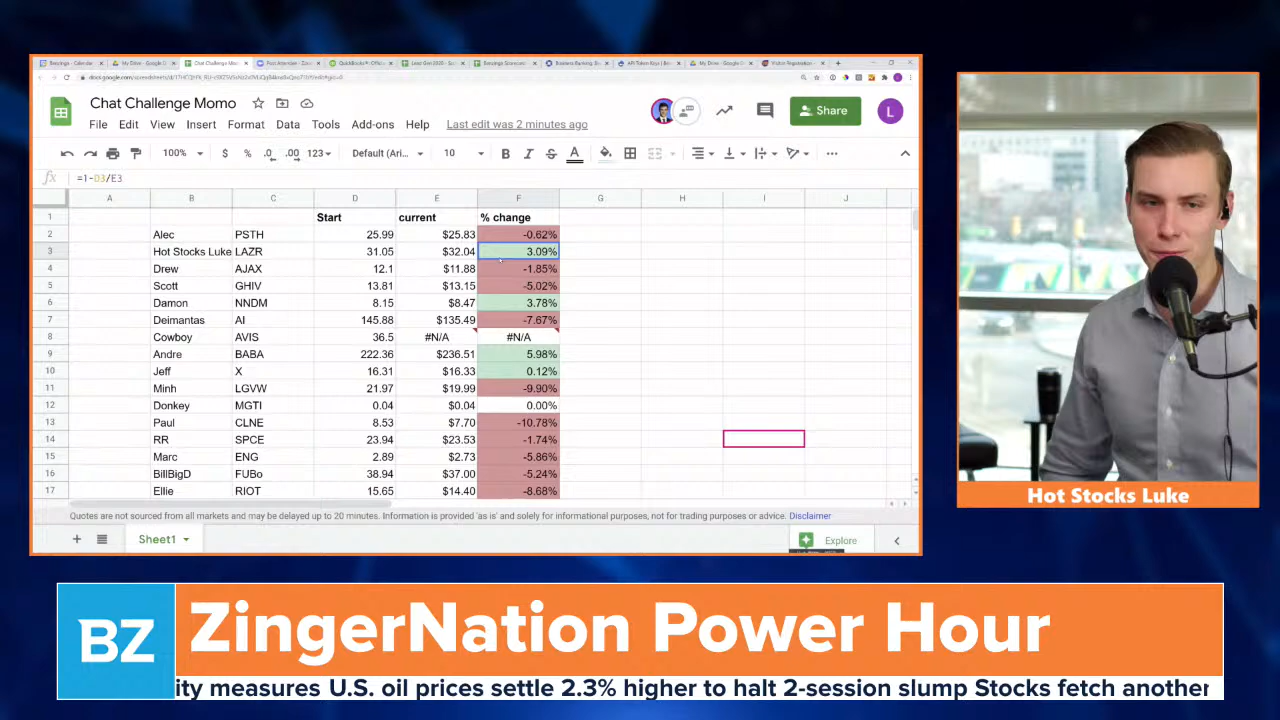 Chat Challenge Momo
File Edit View Insert Format Data Tools Add-ons Help Last edit was 2 minutes ago
Share
L
100% $ % .0 .00 123 Default (Ari... 10 B I S A
fx =1-D3/E3
A B C D E F G H I J
1 Start current % change
2 Alec PSTH 25.99 $25.83 -0.62%
3 Hot Stocks Luke LAZR 31.05 $32.04 3.09%
4 Drew AJAX 12.1 $11.88 -1.85%
5 Scott GHIV 13.81 $13.15 -5.02%
6 Damon NNDM 8.15 $8.47 3.78%
7 Deimantas AI 145.88 $135.49 -7.67%
8 Cowboy AVIS 36.5 #N/A #N/A
9 Andre BABA 222.36 $236.51 5.98%
10 Jeff X 16.31 $16.33 0.12%
11 Minh LGVW 21.97 $19.99 -9.90%
12 Donkey MGTI 0.04 $0.04 0.00%
13 Paul CLNE 8.53 $7.70 -10.78%
14 RR SPCE 23.94 $23.53 -1.74%
15 Marc ENG 2.89 $2.73 -5.86%
16 BillBigD FUBo 38.94 $37.00 -5.24%
17 Ellie RIOT 15.65 $14.40 -8.68%
Quotes are not sourced from all markets and may be delayed up to 20 minutes. Information is provided 'as is' and solely for informational purposes, not for trading purposes or advice. Disclaimer
Sheet1
Explore
Hot Stocks Luke
BZ
ZingerNation Power Hour
ity measures U.S. oil prices settle 2.3% higher to halt 2-session slump Stocks fetch another